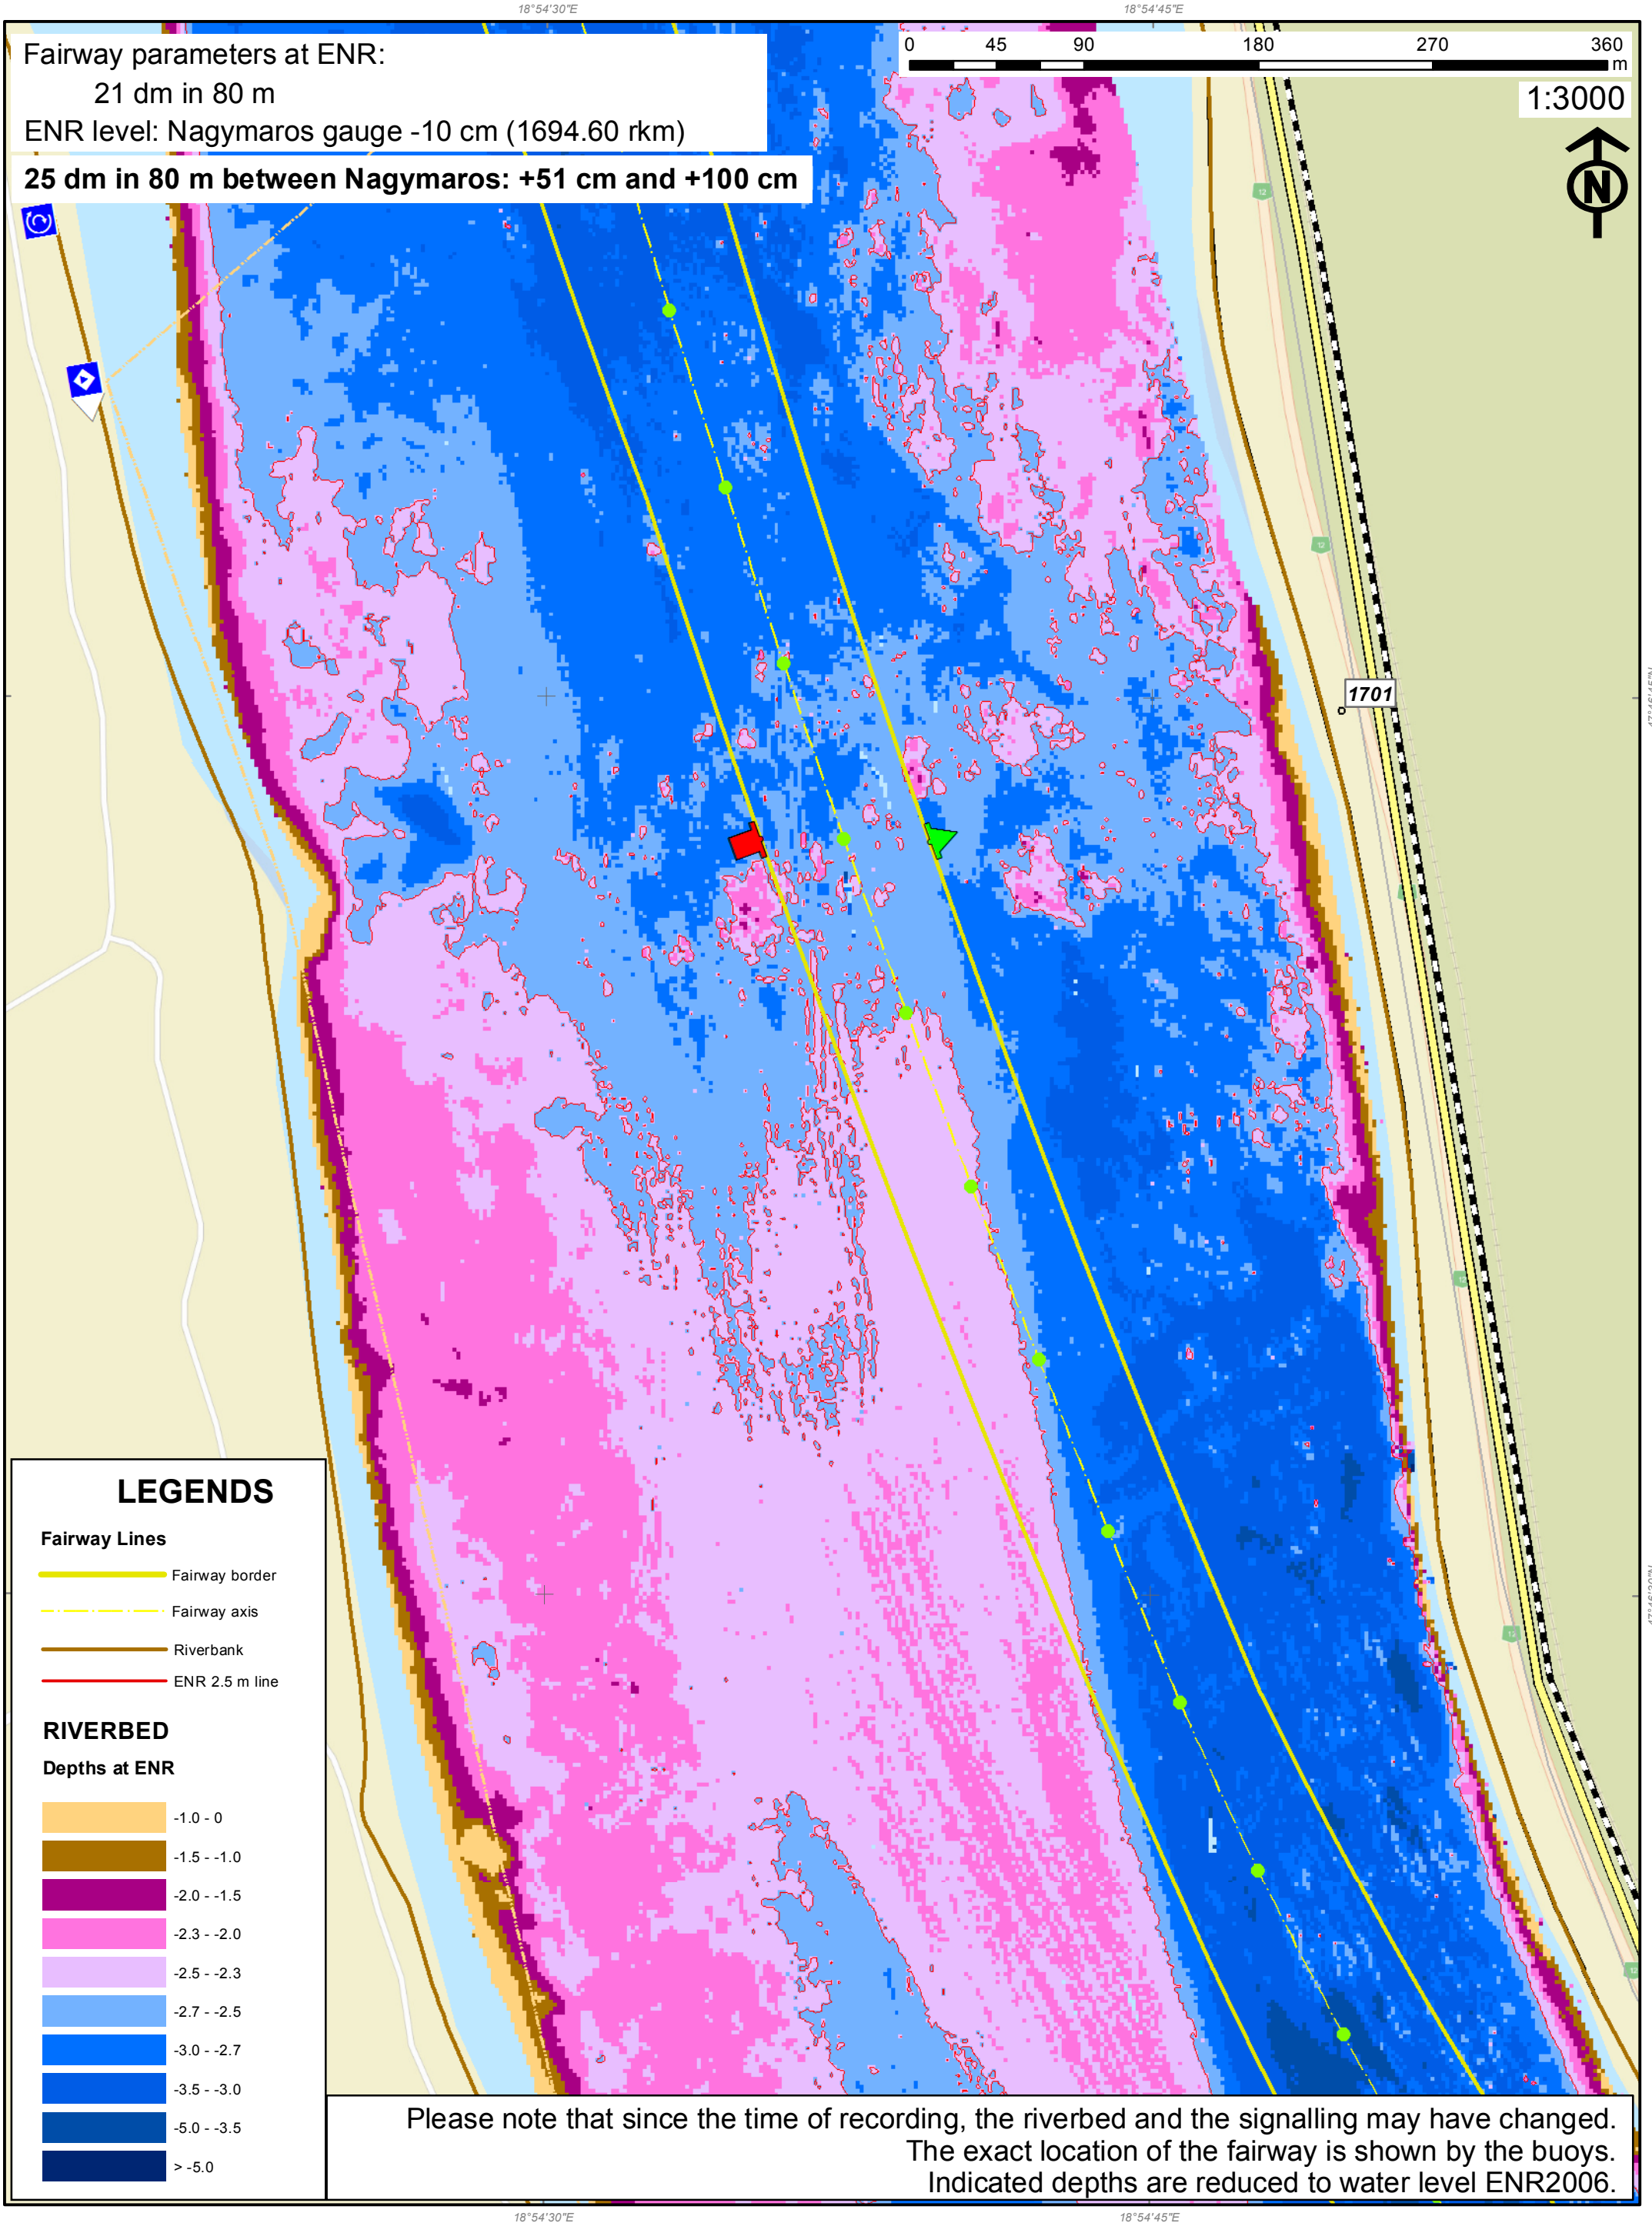 18°54'30"E
18°54'45"E
Fairway parameters at ENR:
21 dm in 80 m
ENR level: Nagymaros gauge -10 cm (1694.60 rkm)
25 dm in 80 m between Nagymaros: +51 cm and +100 cm
0 45 90 180 270 360
m
1:3000
N
12
12
1701
LEGENDS
Fairway Lines
Fairway border
Fairway axis
Riverbank
ENR 2.5 m line
RIVERBED
Depths at ENR
-1.0 - 0
-1.5 - -1.0
-2.0 - -1.5
-2.3 - -2.0
-2.5 - -2.3
-2.7 - -2.5
-3.0 - -2.7
-3.5 - -3.0
-5.0 - -3.5
> -5.0
Please note that since the time of recording, the riverbed and the signalling may have changed.
The exact location of the fairway is shown by the buoys.
Indicated depths are reduced to water level ENR2006.
18°54'30"E
18°54'45"E